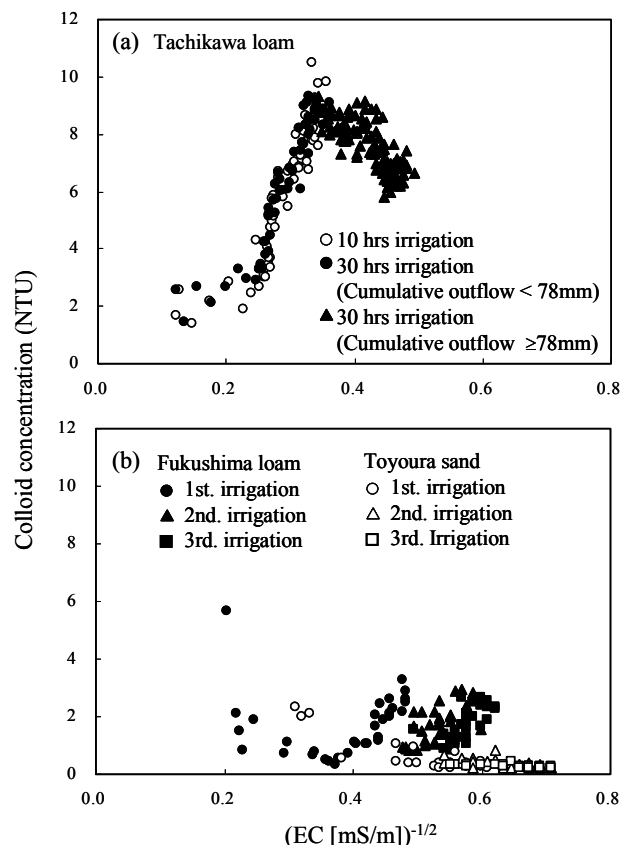 (a) Tachikawa loam
12
10
8
6
4
2
0
10 hrs irrigation
30 hrs irrigation
(Cumulative outflow < 78mm)
30 hrs irrigation
(Cumulative outflow ≥78mm)
0.0 0.2 0.4 0.6 0.8
Colloid concentration (NTU)
(b) Fukushima loam Toyoura sand
1st. irrigation 1st. irrigation
2nd. irrigation 2nd. irrigation
3rd. irrigation 3rd. Irrigation
12
10
8
6
4
2
0
0.0 0.2 0.4 0.6 0.8
(EC [mS/m])-1/2